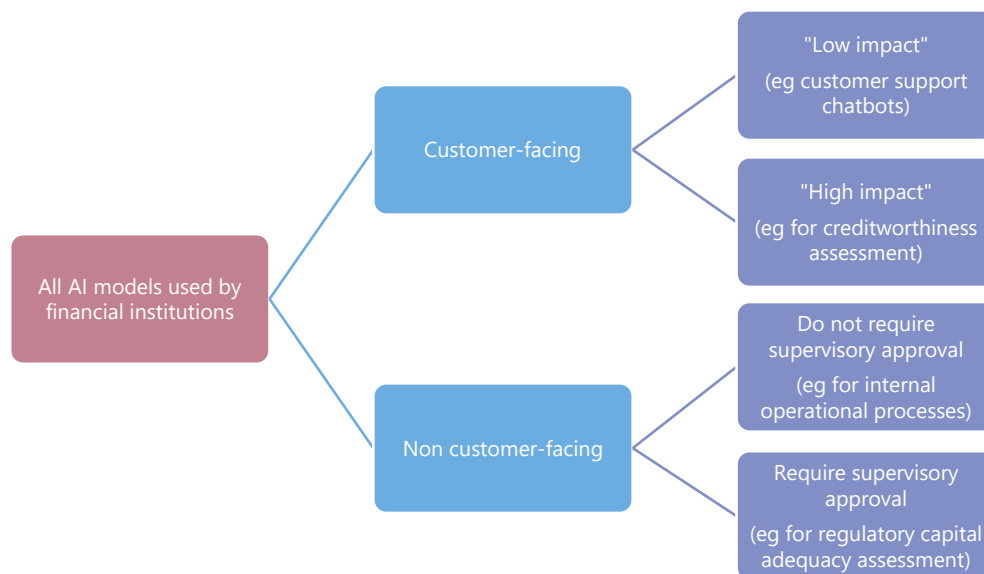 "Low impact"
(eg customer support
chatbots)
Customer-facing
"High impact"
(eg for creditworthiness
assessment)
All AI models used by
financial institutions
Do not require
supervisory approval
(eg for internal
operational processes)
Non customer-facing
Require supervisory
approval
(eg for regulatory capital
adequacy assessment)